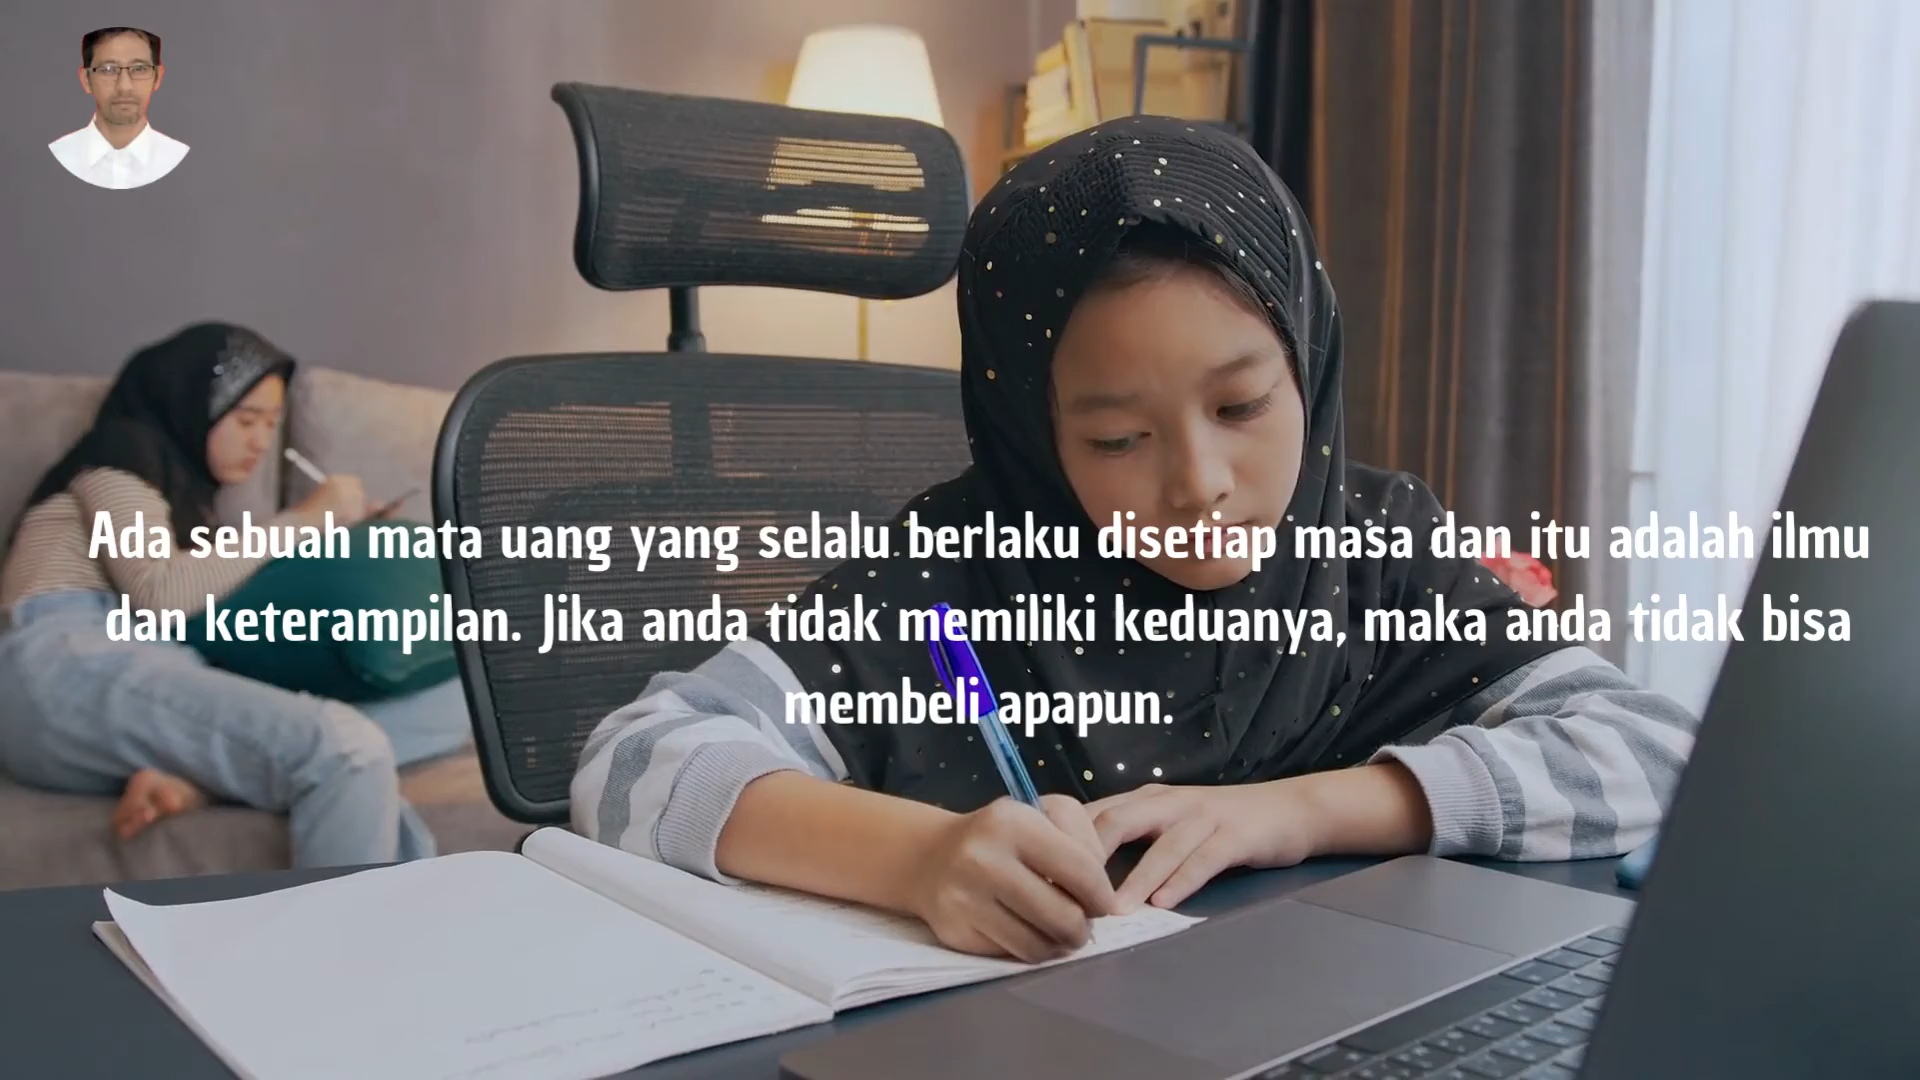 Ada sebuah mata uang yang selalu berlaku disetiap masa dan itu adalah ilmu
dan keterampilan. Jika anda tidak memiliki keduanya, maka anda tidak bisa
membeli apapun.